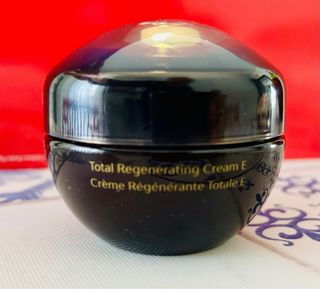 Total Regenerating Cream E
Crème Régénérante Totale E